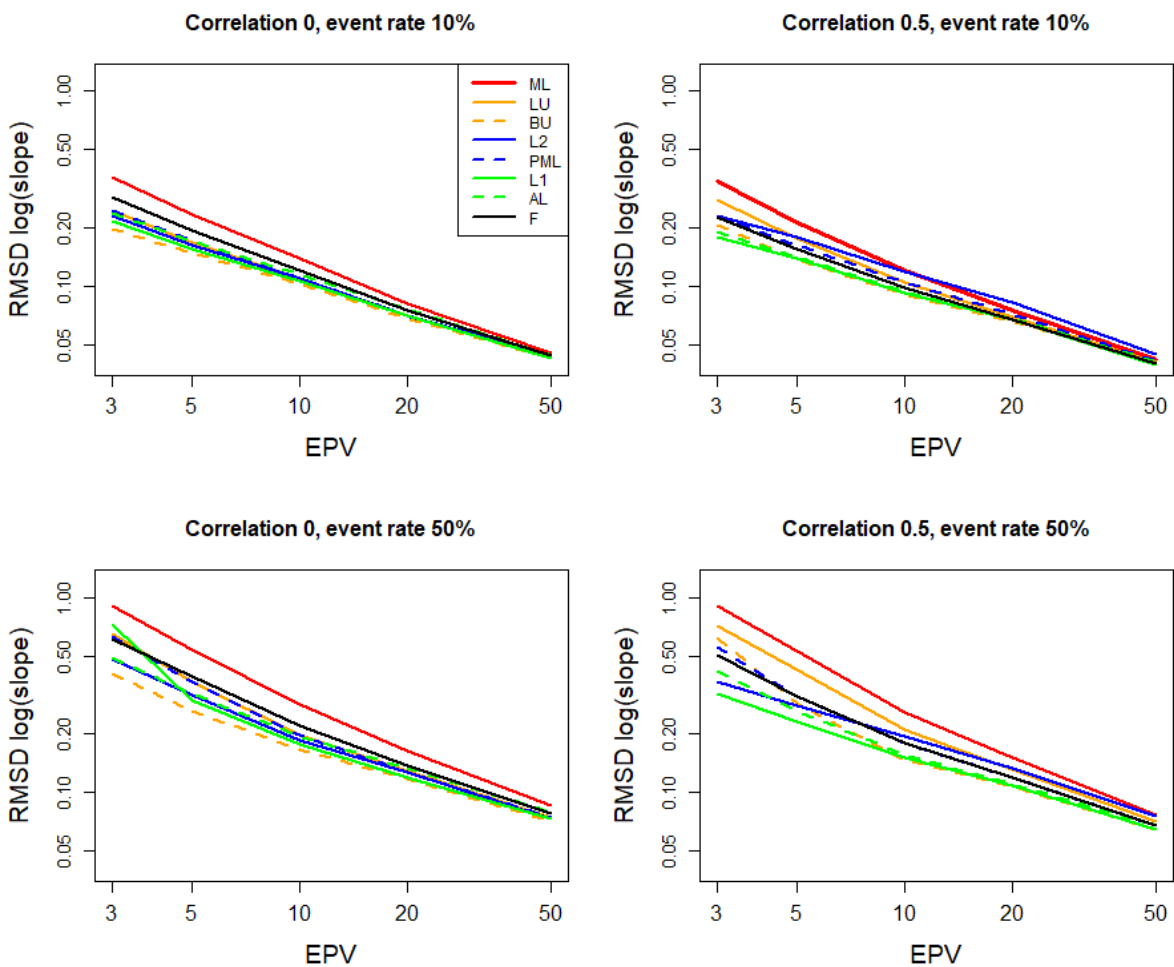 Correlation 0, event rate 10%
RMSD log(slope)
1.00
0.50
0.20
0.10
0.05
ML
LU
BU
L2
PML
L1
AL
F
3 5 10 20 50
EPV
Correlation 0.5, event rate 10%
RMSD log(slope)
1.00
0.50
0.20
0.10
0.05
3 5 10 20 50
EPV
Correlation 0, event rate 50%
RMSD log(slope)
1.00
0.50
0.20
0.10
0.05
3 5 10 20 50
EPV
Correlation 0.5, event rate 50%
RMSD log(slope)
1.00
0.50
0.20
0.10
0.05
3 5 10 20 50
EPV